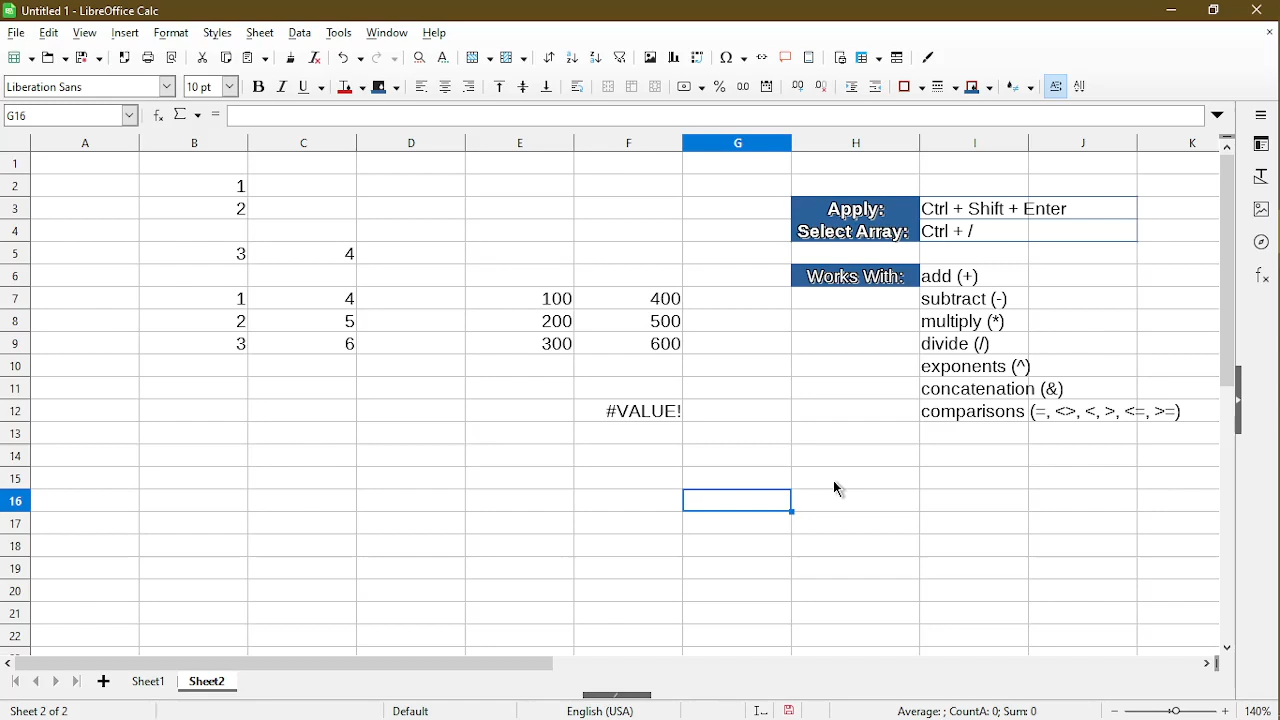 Untitled 1 - LibreOffice Calc
File Edit View Insert Format Styles Sheet Data Tools Window Help
Liberation Sans 10 pt
G16
A B C D E F G H I J K
1
2 1
3 2 Apply: Ctrl + Shift + Enter
4 Select Array: Ctrl + /
5 3 4
6 Works With: add (+)
7 1 4 100 400 subtract (-)
8 2 5 200 500 multiply (*)
9 3 6 300 600 divide (/)
10 exponents (^)
11 concatenation (&)
12 #VALUE! comparisons (=, <>, <, >, <=, >=)
13
14
15
16
17
18
19
20
21
22
Sheet1 Sheet2
Sheet 2 of 2 Default English (USA) Average: ; CountA: 0; Sum: 0 140%